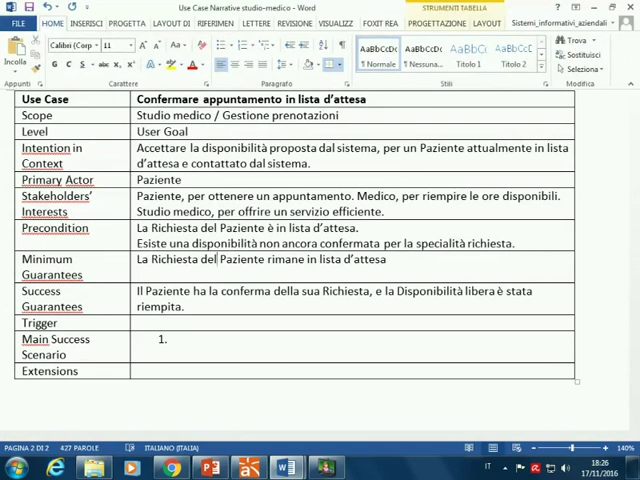 Use Case Narrative studio-medico - Word
STRUMENTI TABELLA
FILE HOME INSERISCI PROGETTA LAYOUT DI RIFERIMEN LETTERE REVISIONE VISUALIZZ FOXIT REA PROGETTAZIONE LAYOUT Sistemi_informativi_aziendali
Incolla
Calibri (Corp 11
G C S abc
AaBbCcDc AaBbCcDc AaBbC AaBbCcC
¶ Normale ¶ Nessuna... Titolo 1 Titolo 2
Trova
Sostituisci
Seleziona
Appunti Carattere Paragrafo Stili Modifica
Use Case Confermare appuntamento in lista d'attesa
Scope Studio medico / Gestione prenotazioni
Level User Goal
Intention in Accettare la disponibilità proposta dal sistema, per un Paziente attualmente in lista
Context d'attesa e contattato dal sistema.
Primary Actor Paziente
Stakeholders' Paziente, per ottenere un appuntamento. Medico, per riempire le ore disponibili.
Interests Studio medico, per offrire un servizio efficiente.
Precondition La Richiesta del Paziente è in lista d'attesa.
Esiste una disponibilità non ancora confermata per la specialità richiesta.
Minimum La Richiesta del Paziente rimane in lista d'attesa
Guarantees
Success Il Paziente ha la conferma della sua Richiesta, e la Disponibilità libera è stata
Guarantees riempita.
Trigger
Main Success 1.
Scenario
Extensions
PAGINA 2 DI 2 427 PAROLE ITALIANO (ITALIA) 140%
IT 18:26
17/11/2016